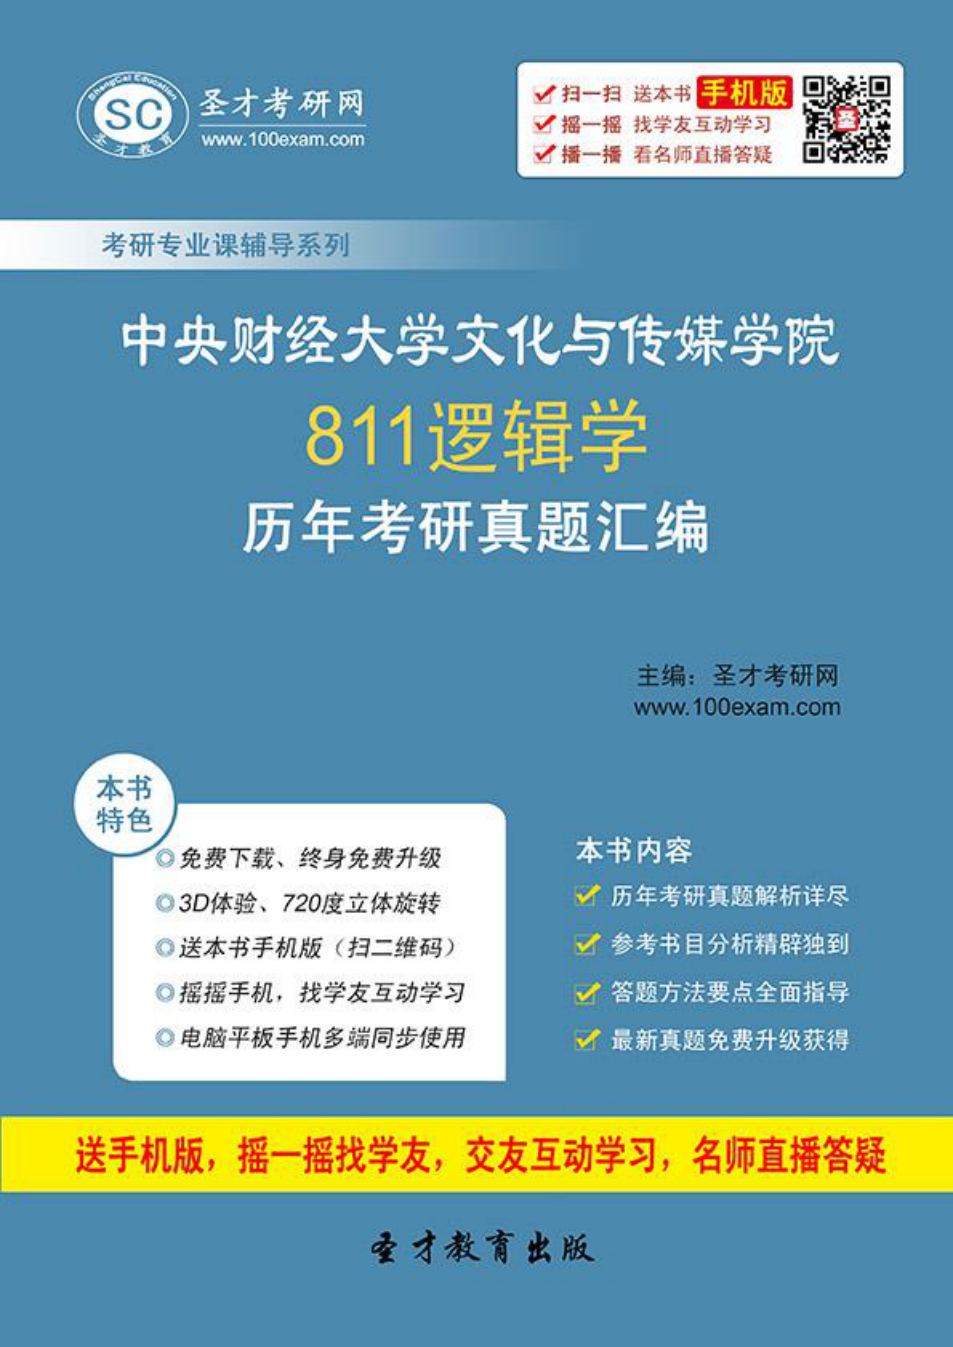 ShengCai Education
SC
圣才教育
圣才考研网
www.100exam.com
扫一扫 送本书 手机版
摇一摇 找学友互动学习
播一播 看名师直播答疑
圣
考研专业课辅导系列
中央财经大学文化与传媒学院
811逻辑学
历年考研真题汇编
主编：圣才考研网
www.100exam.com
本书
特色
◎免费下载、终身免费升级
◎3D体验、720度立体旋转
◎送本书手机版（扫二维码）
◎摇摇手机，找学友互动学习
◎电脑平板手机多端同步使用
本书内容
历年考研真题解析详尽
参考书目分析精辟独到
答题方法要点全面指导
最新真题免费升级获得
送手机版，摇一摇找学友，交友互动学习，名师直播答疑
圣才教育出版